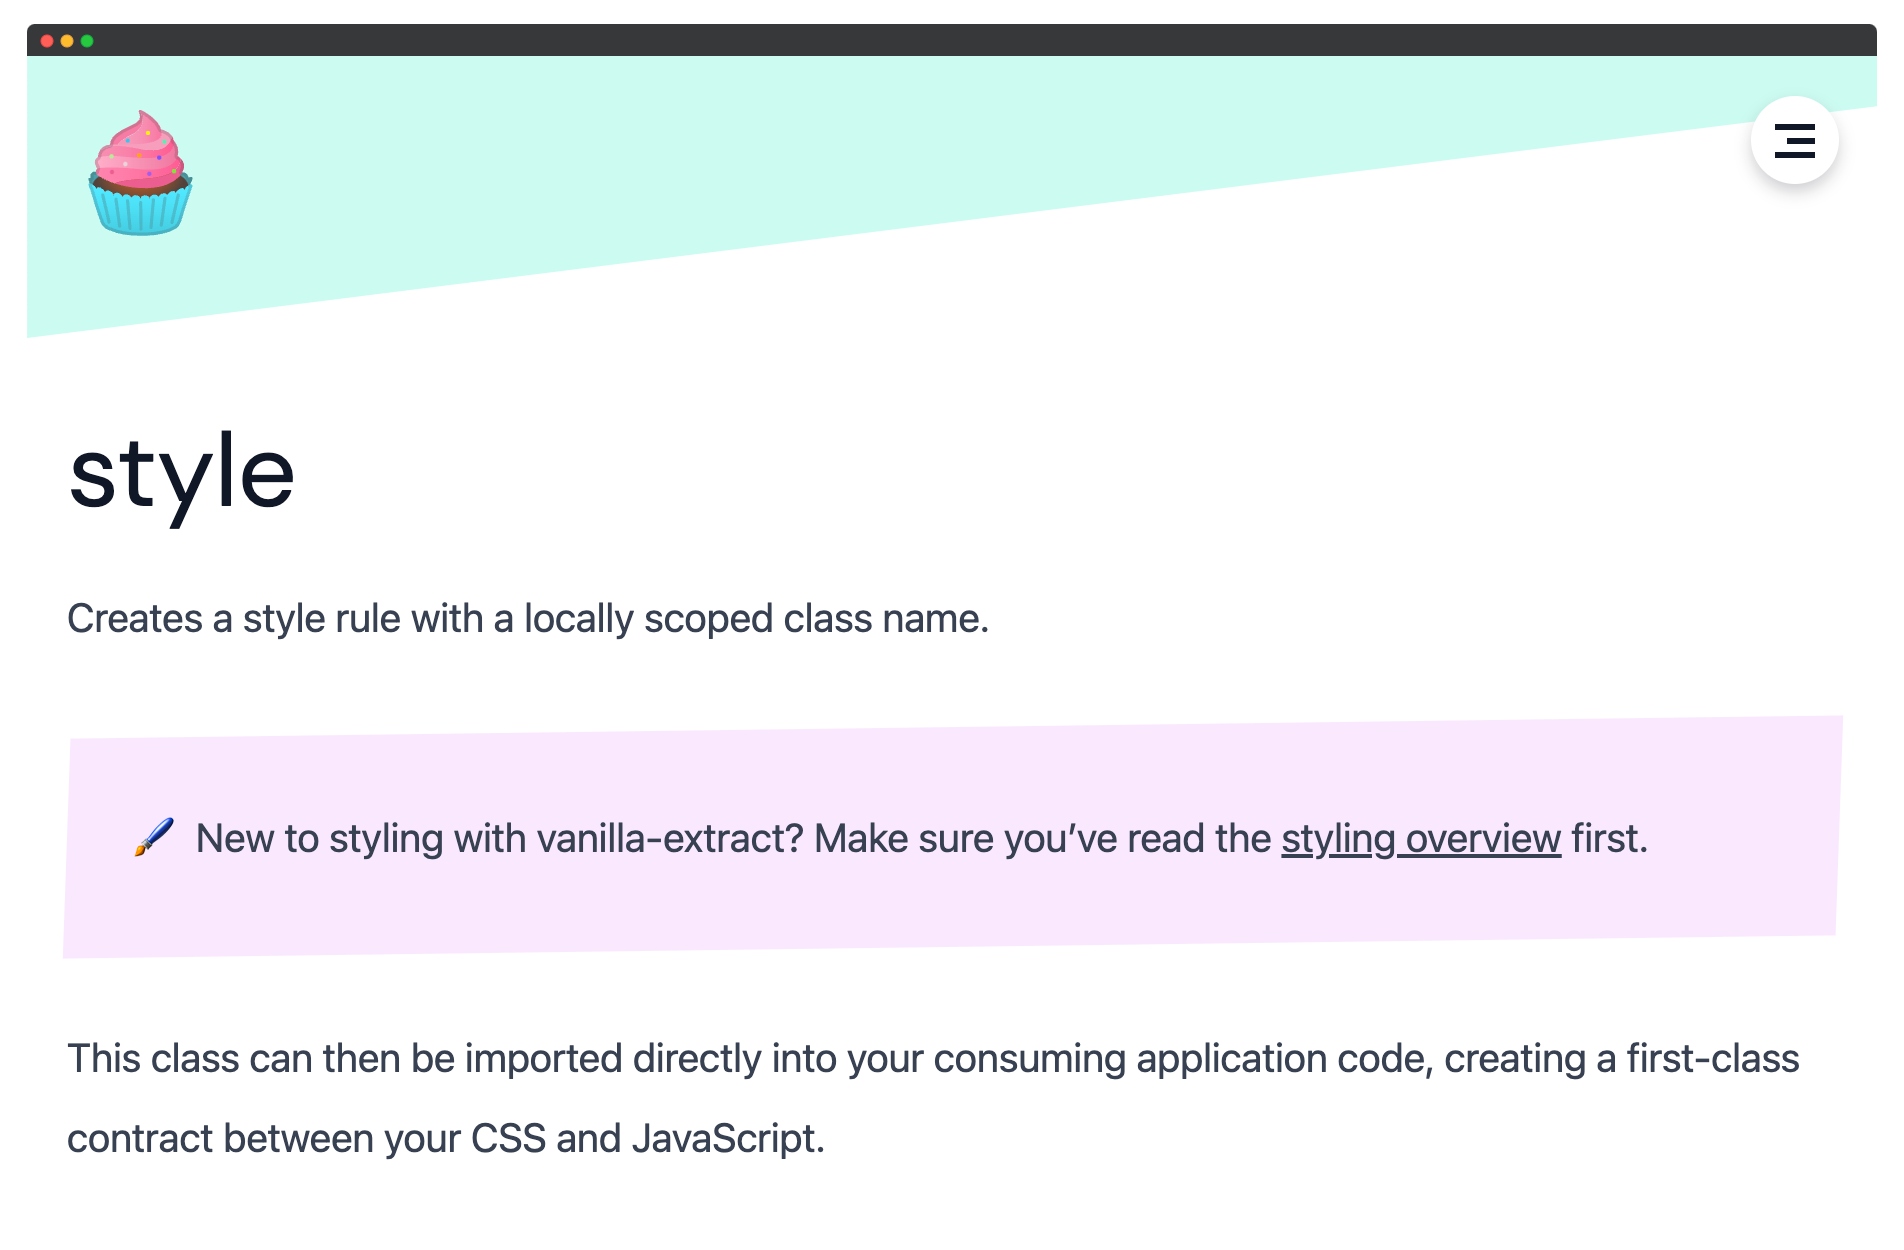 style
Creates a style rule with a locally scoped class name.
🖌️ New to styling with vanilla-extract? Make sure you’ve read the styling overview first.
This class can then be imported directly into your consuming application code, creating a first-class
contract between your CSS and JavaScript.